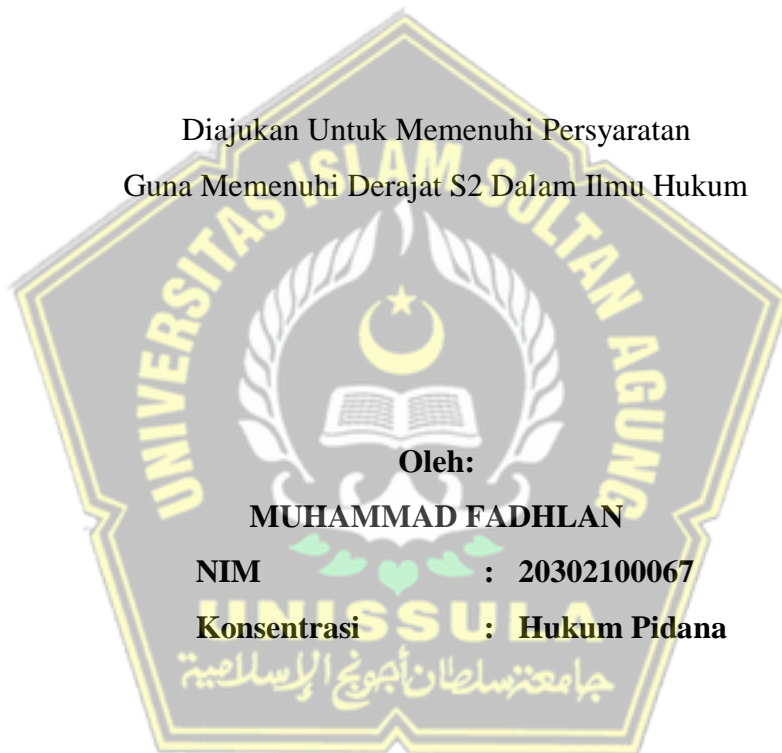 Diajukan Untuk Memenuhi Persyaratan
Guna Memenuhi Derajat S2 Dalam Ilmu Hukum
UNIVERSITAS ISLAM SULTAN AGUNG
Oleh:
MUHAMMAD FADHLAN
NIM : 20302100067
Konsentrasi : Hukum Pidana
UNISSULA
جامعة سلطان أجونج الإسلامية